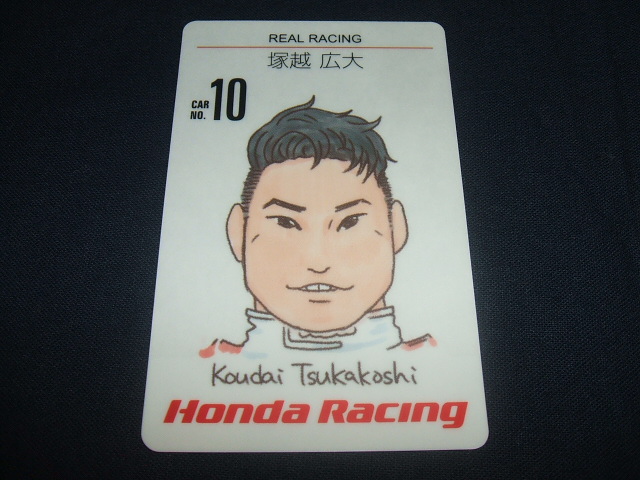 REAL RACING
塚越 広大
CAR
NO. 10
Koudai Tsukakoshi
Honda Racing